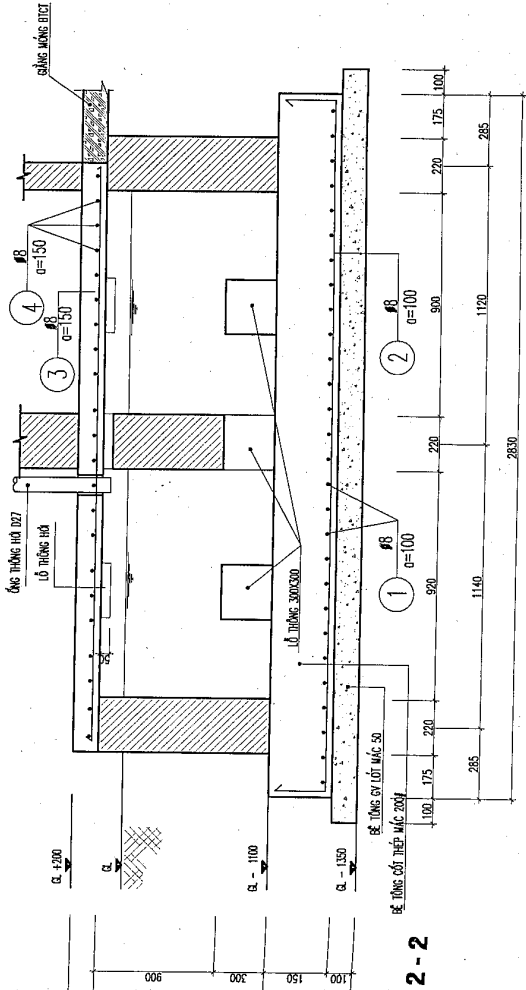 GIẰNG MÓNG BTCT
ỐNG THÔNG HƠI D27
LỖ THÔNG HƠI
4
Ø8
a=150
3
Ø8
a=150
50
GL +200
GL
GL - 1100
GL - 1350
LỖ THÔNG 300X300
1
Ø8
a=100
2
Ø8
a=100
BÊ TÔNG GV LÓT MÁC 50
BÊ TÔNG CỐT THÉP MÁC 200#
900
300
150
100
100
175
220
920
220
900
220
175
100
285
1140
1120
285
2830
2 - 2